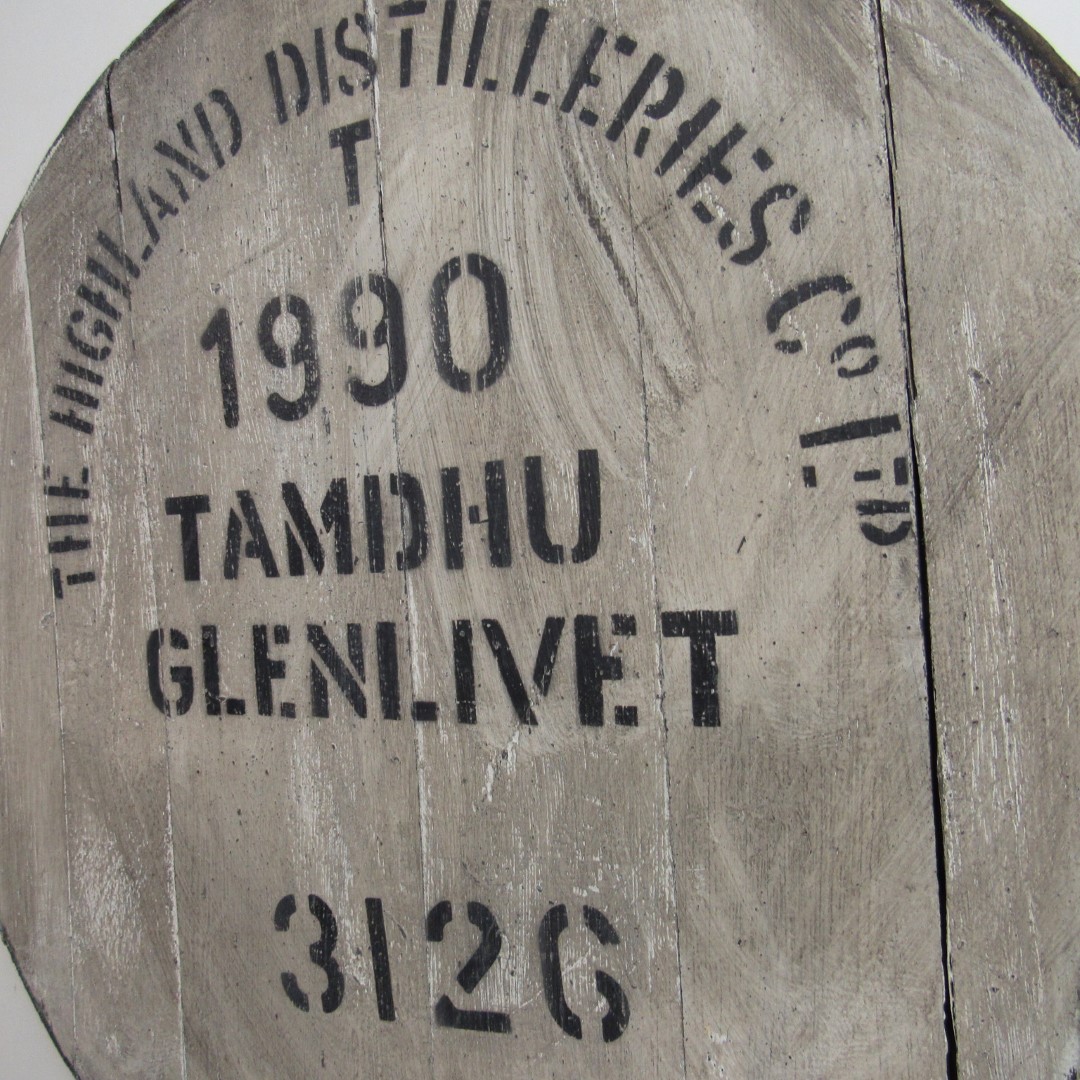 THE HIGHLAND DISTILLERIES Co LTD
T
1990
TAMDHU
GLENLIVET
3126